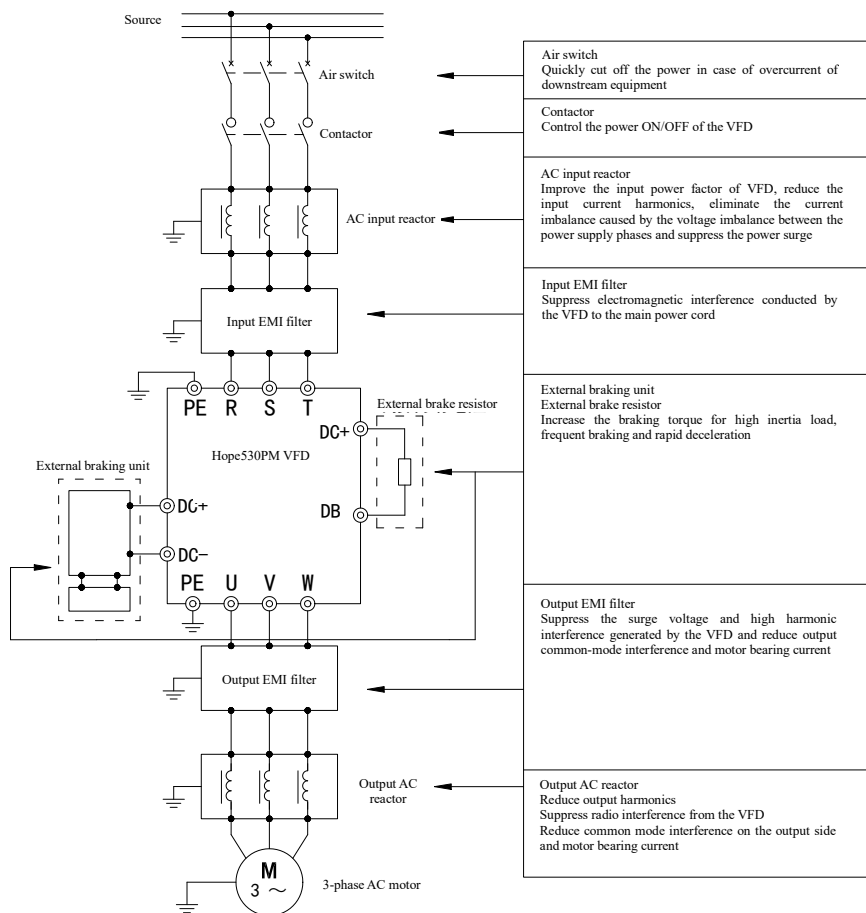 Source
Air switch
Contactor
AC input reactor
Input EMI filter
PE R S T
External brake resistor
DC+
Hope530PM VFD
External braking unit
DC+
DB
DC-
PE U V W
Output EMI filter
Output AC
reactor
M
3 ~
3-phase AC motor
Air switch
Quickly cut off the power in case of overcurrent of
downstream equipment
Contactor
Control the power ON/OFF of the VFD
AC input reactor
Improve the input power factor of VFD, reduce the
input current harmonics, eliminate the current
imbalance caused by the voltage imbalance between the
power supply phases and suppress the power surge
Input EMI filter
Suppress electromagnetic interference conducted by
the VFD to the main power cord
External braking unit
External brake resistor
Increase the braking torque for high inertia load,
frequent braking and rapid deceleration
Output EMI filter
Suppress the surge voltage and high harmonic
interference generated by the VFD and reduce output
common-mode interference and motor bearing current
Output AC reactor
Reduce output harmonics
Suppress radio interference from the VFD
Reduce common mode interference on the output side
and motor bearing current